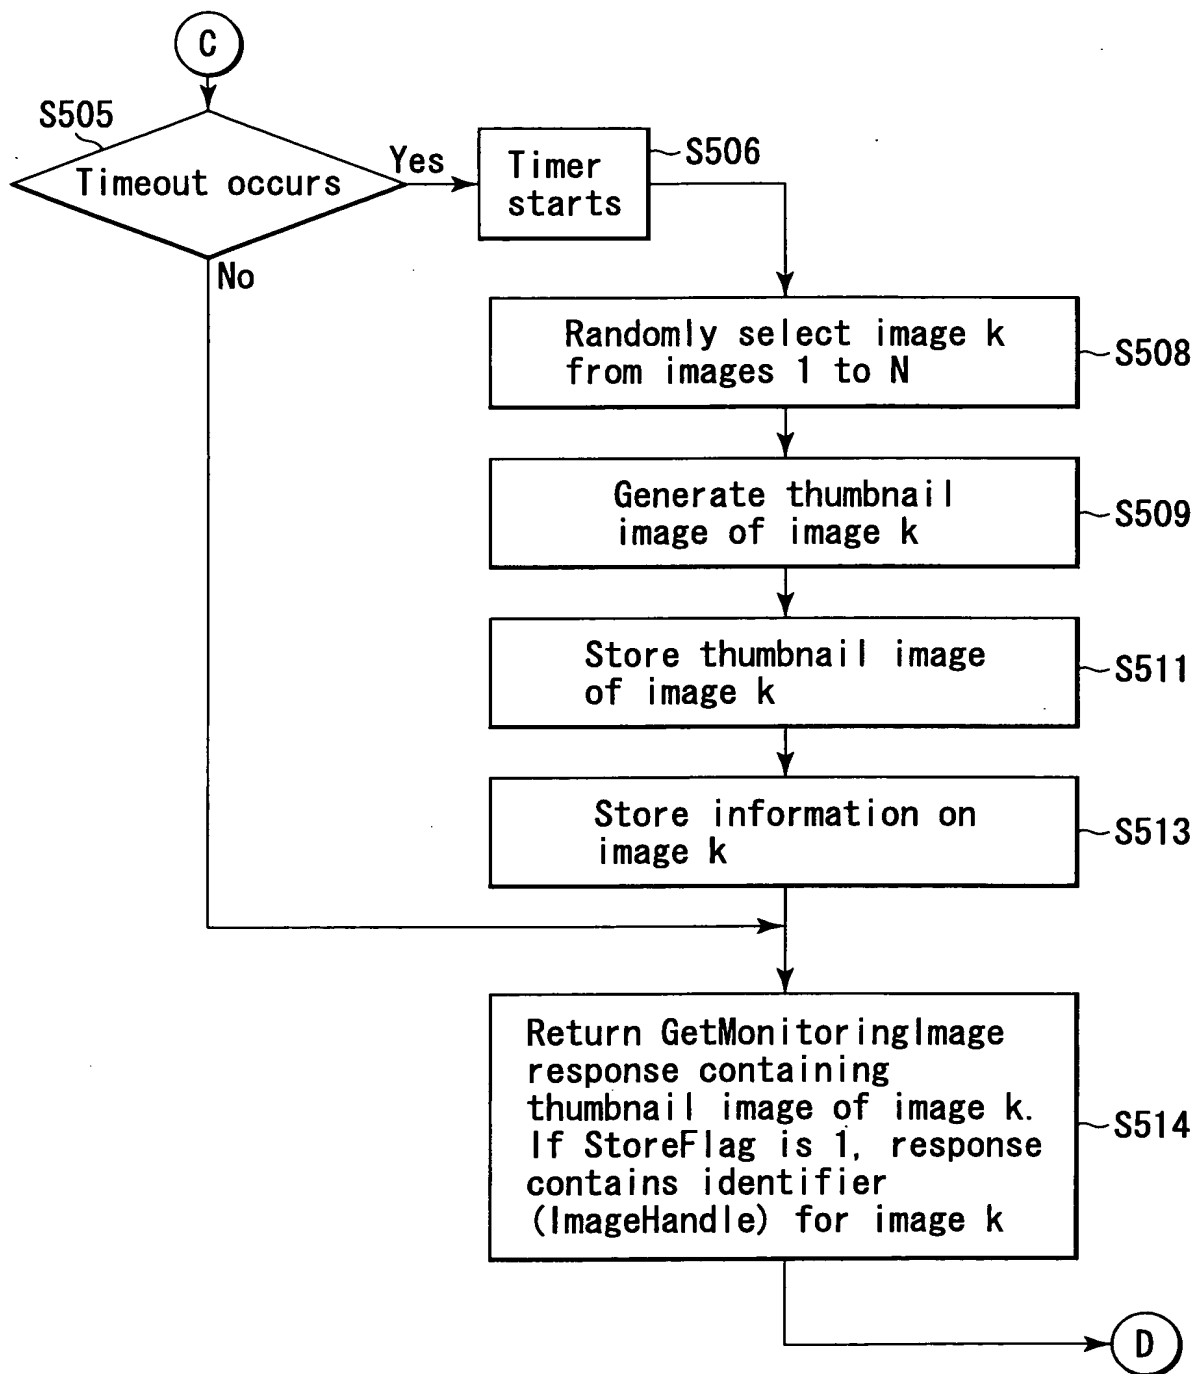 C
S505
Timeout occurs
Yes
Timer
starts
S506
No
Randomly select image k
from images 1 to N
S508
Generate thumbnail
image of image k
S509
Store thumbnail image
of image k
S511
Store information on
image k
S513
Return GetMonitoringImage
response containing
thumbnail image of image k.
If StoreFlag is 1, response
contains identifier
(ImageHandle) for image k
S514
D